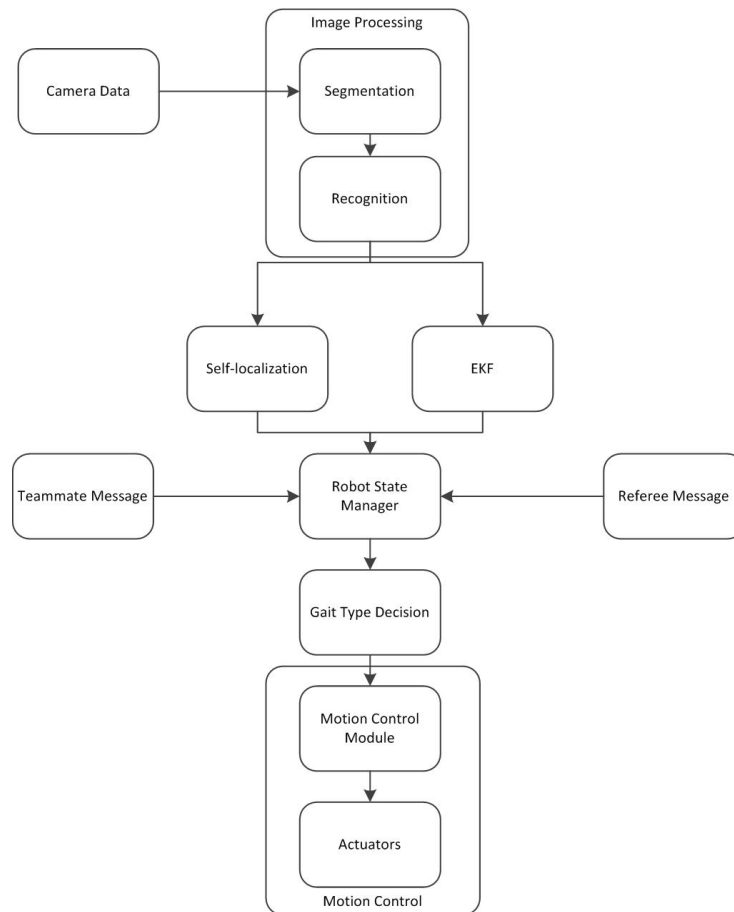 Image Processing
Camera Data
Segmentation
Recognition
Self-localization
EKF
Teammate Message
Robot State
Manager
Referee Message
Gait Type Decision
Motion Control
Module
Actuators
Motion Control